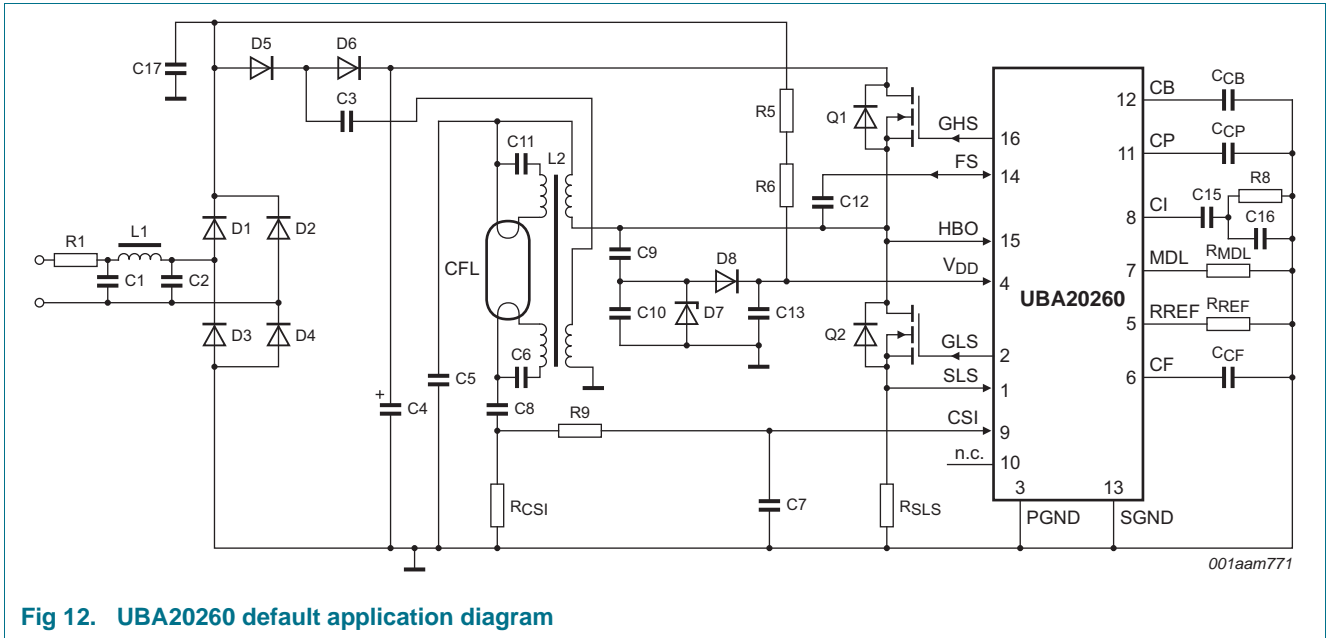 D5
D6
C17
C3
R5
R6
C11
L2
C12
Q1
GHS
16
FS
14
HBO
15
VDD
4
CB
12
CCB
CP
11
CCP
CI
8
C15
R8
C16
MDL
7
RMDL
RREF
5
RREF
CF
6
CCF
UBA20260
R1
L1
D1
D2
C1
C2
D3
D4
CFL
C9
D8
C10
D7
C13
Q2
GLS
2
SLS
1
C6
C5
+
C4
C8
R9
CSI
9
n.c.
10
3
13
RCSI
C7
RSLS
PGND
SGND
001aam771
Fig 12. UBA20260 default application diagram